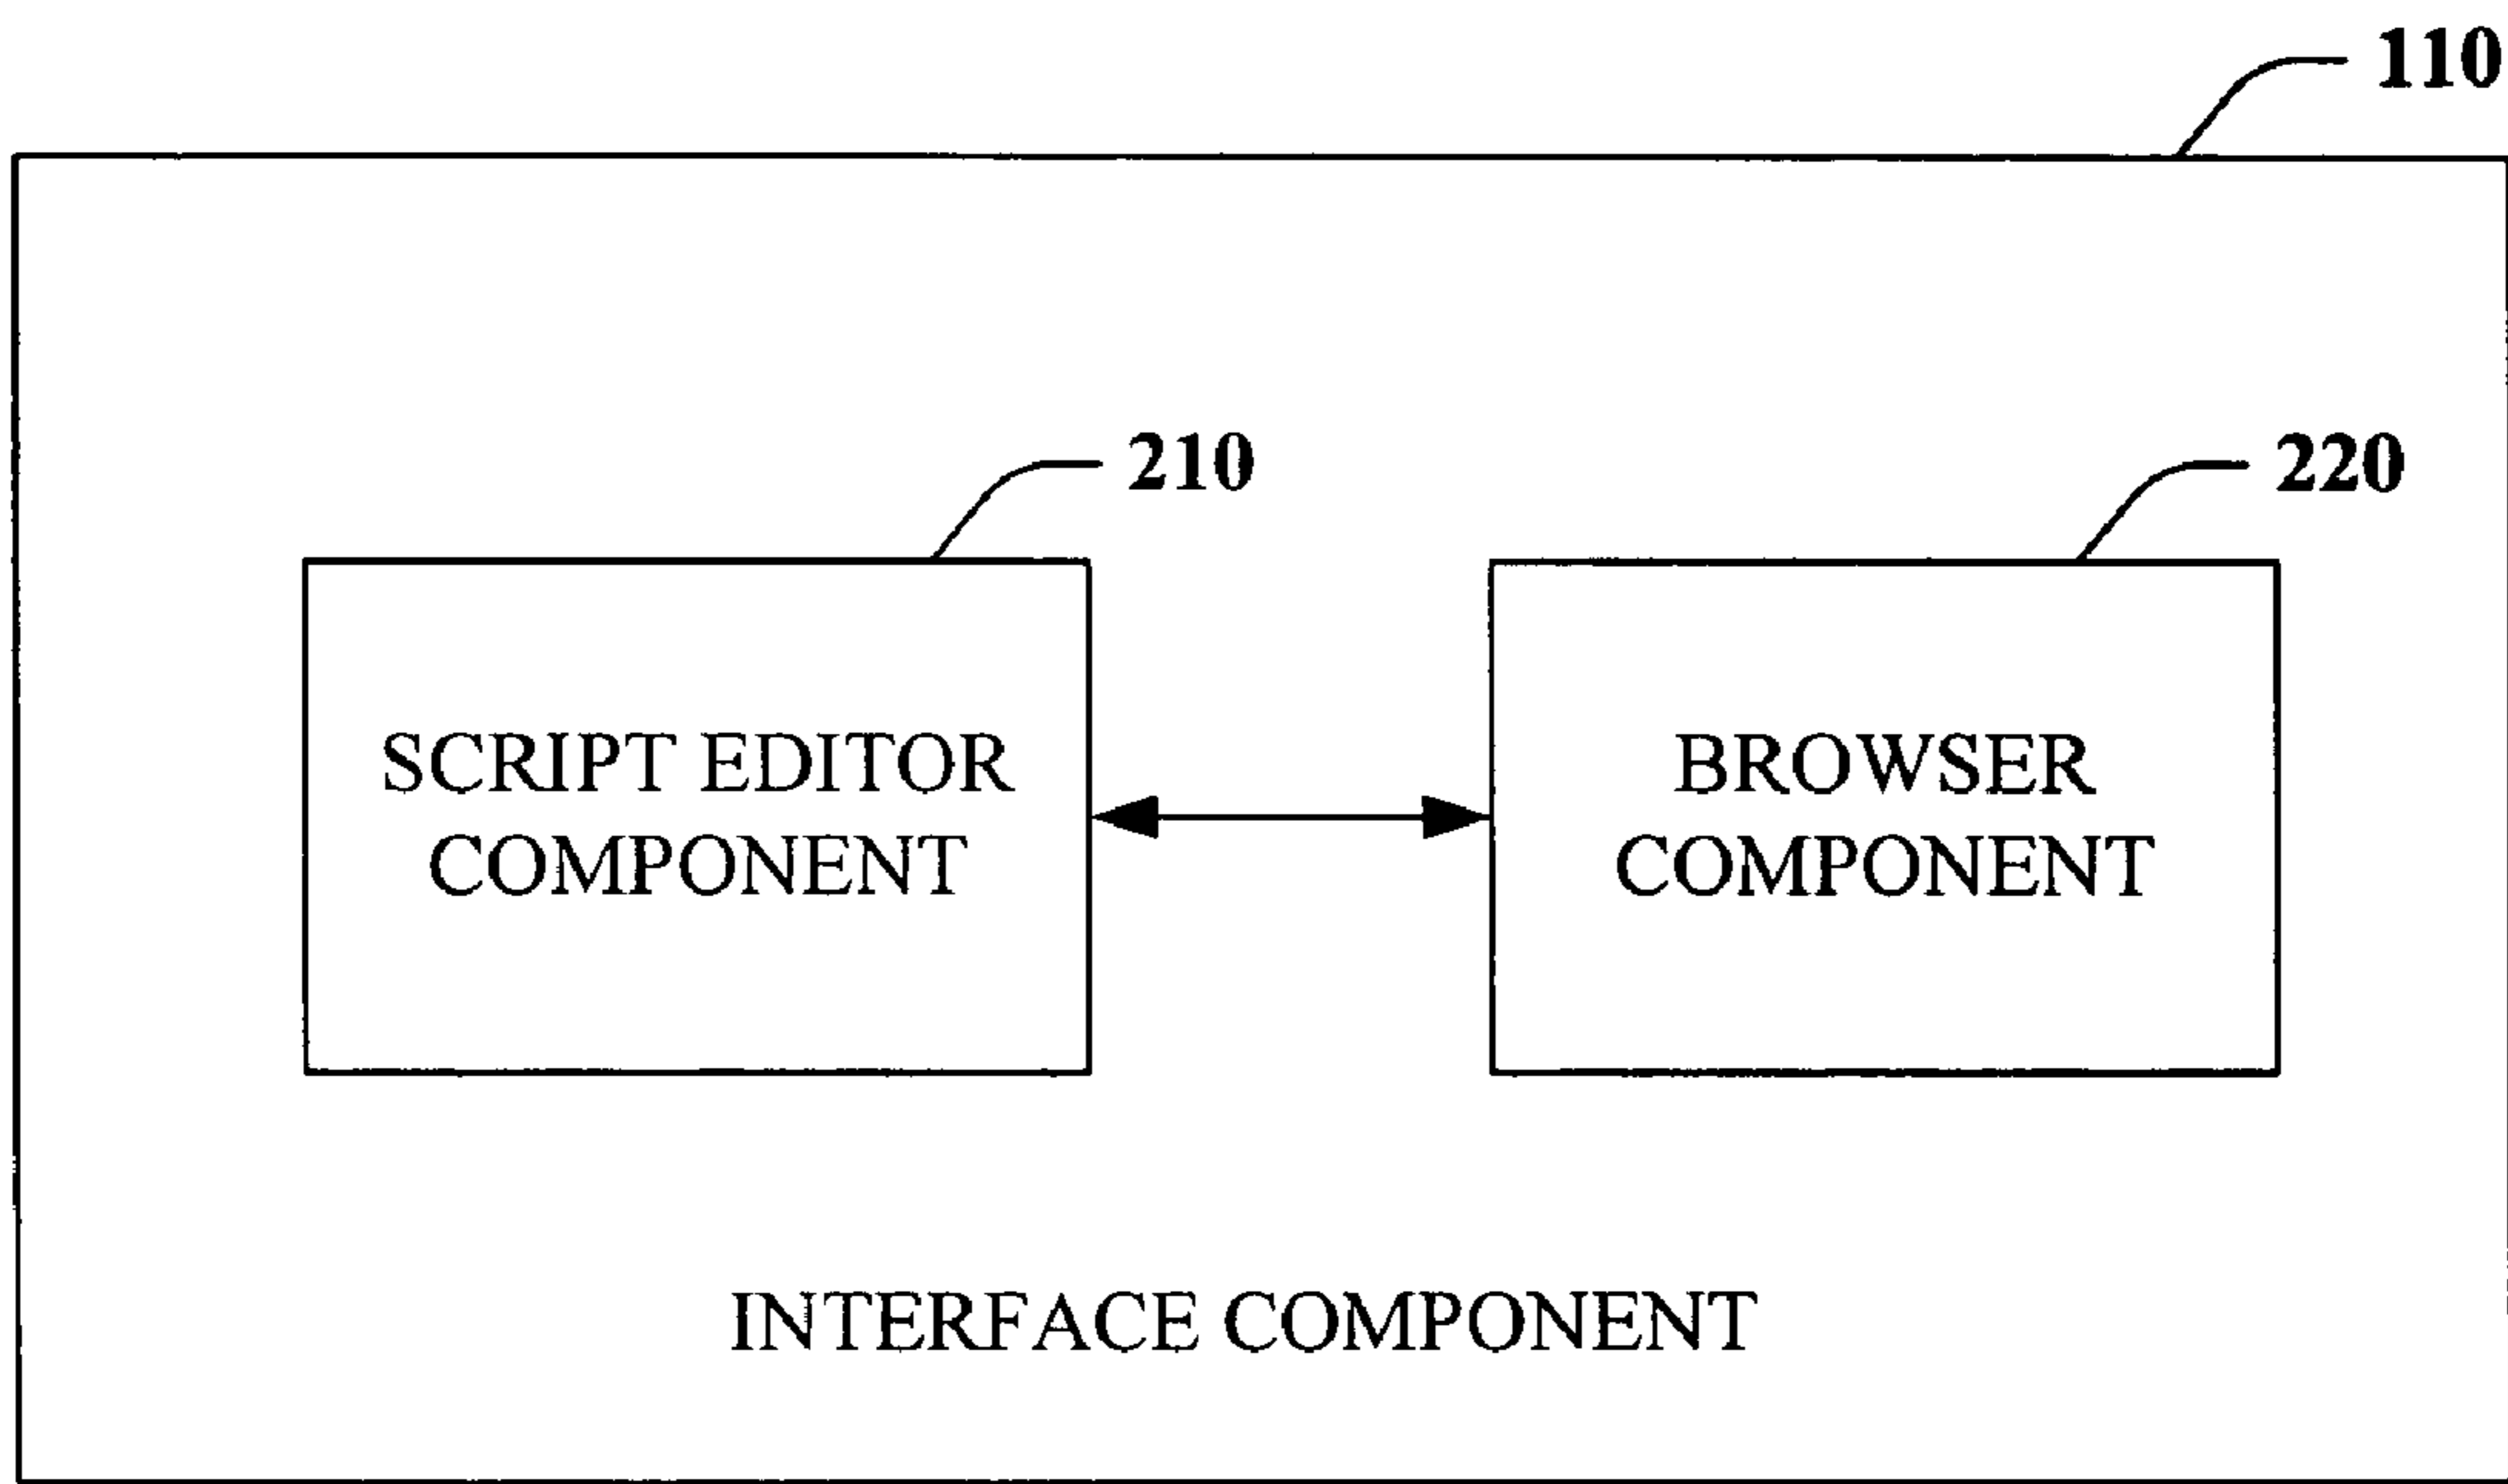 110
210
220
SCRIPT EDITOR
COMPONENT
BROWSER
COMPONENT
INTERFACE COMPONENT